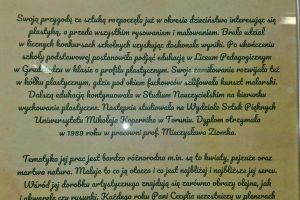 Swoją przygodę ze sztuką rozpoczęła już w okresie dzieciństwa interesując się
plastyką, a przede wszystkim rysowaniem i malowaniem. Brała udział
w licznych konkursach szkolnych uzyskując doskonałe wyniki. Po ukończeniu
szkoły podstawowej postanowiła podjąć edukację w Liceum Pedagogicznym
w w klasie o profilu plastycznym. Swoje zamiłowania rozwijała też
w kółku plastycznym, gdzie pod okiem fachowców szlifowała kunszt malarski.
Dalszą edukację kontynuowała w Studium Nauczycielskim na kierunku
wychowanie plastyczne. Następnie studiowała na Wydziale Sztuk Pięknych
Uniwersytetu Mikołaja Kopernika w Toruniu. Dyplom otrzymała
w 1989 roku w pracowni prof. Mieczysława Ziomka.
Tematyka jej prac jest bardzo różnorodna m.in. są to kwiaty, pejzaże oraz
martwa natura. Maluje to co ją otacza i co jest najbliżej i najbliższe jej sercu.
Wśród jej dorobku artystycznego znajdują się zarówno obrazy olejne, jak
i akwarele czy rysunki. Każdego roku Pani Cecylia uczestniczy w plenerach